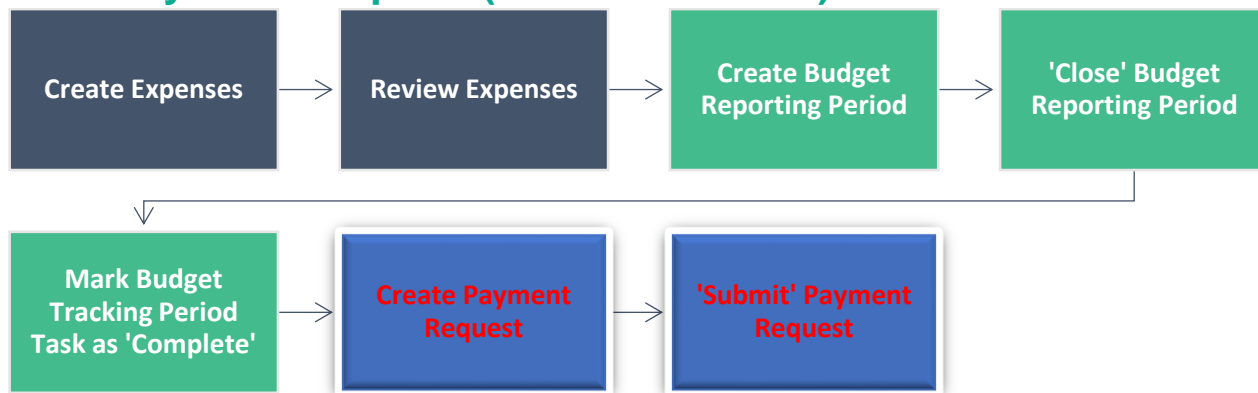 Create Expenses
Review Expenses
Create Budget
Reporting Period
'Close' Budget
Reporting Period
Mark Budget
Tracking Period
Task as 'Complete'
Create Payment
Request
'Submit' Payment
Request